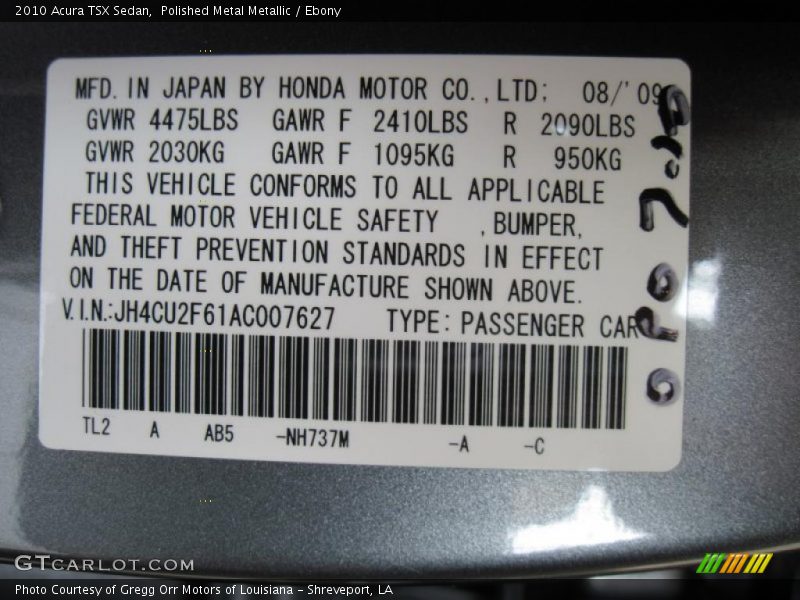 2010 Acura TSX Sedan,  Polished Metal Metallic / Ebony
MFD. IN JAPAN BY HONDA MOTOR CO., LTD: 08/'09
GVWR 4475LBS GAWR F 2410LBS R 2090LBS
GVWR 2030KG GAWR F 1095KG R 950KG
THIS VEHICLE CONFORMS TO ALL APPLICABLE
FEDERAL MOTOR VEHICLE SAFETY , BUMPER,
AND THEFT PREVENTION STANDARDS IN EFFECT
ON THE DATE OF MANUFACTURE SHOWN ABOVE.
V.I.N.:JH4CU2F61AC007627 TYPE: PASSENGER CAR
TL2 A AB5 -NH737M -A -C
GTCARLOT.COM
Photo Courtesy of Gregg Orr Motors of Louisiana – Shreveport, LA